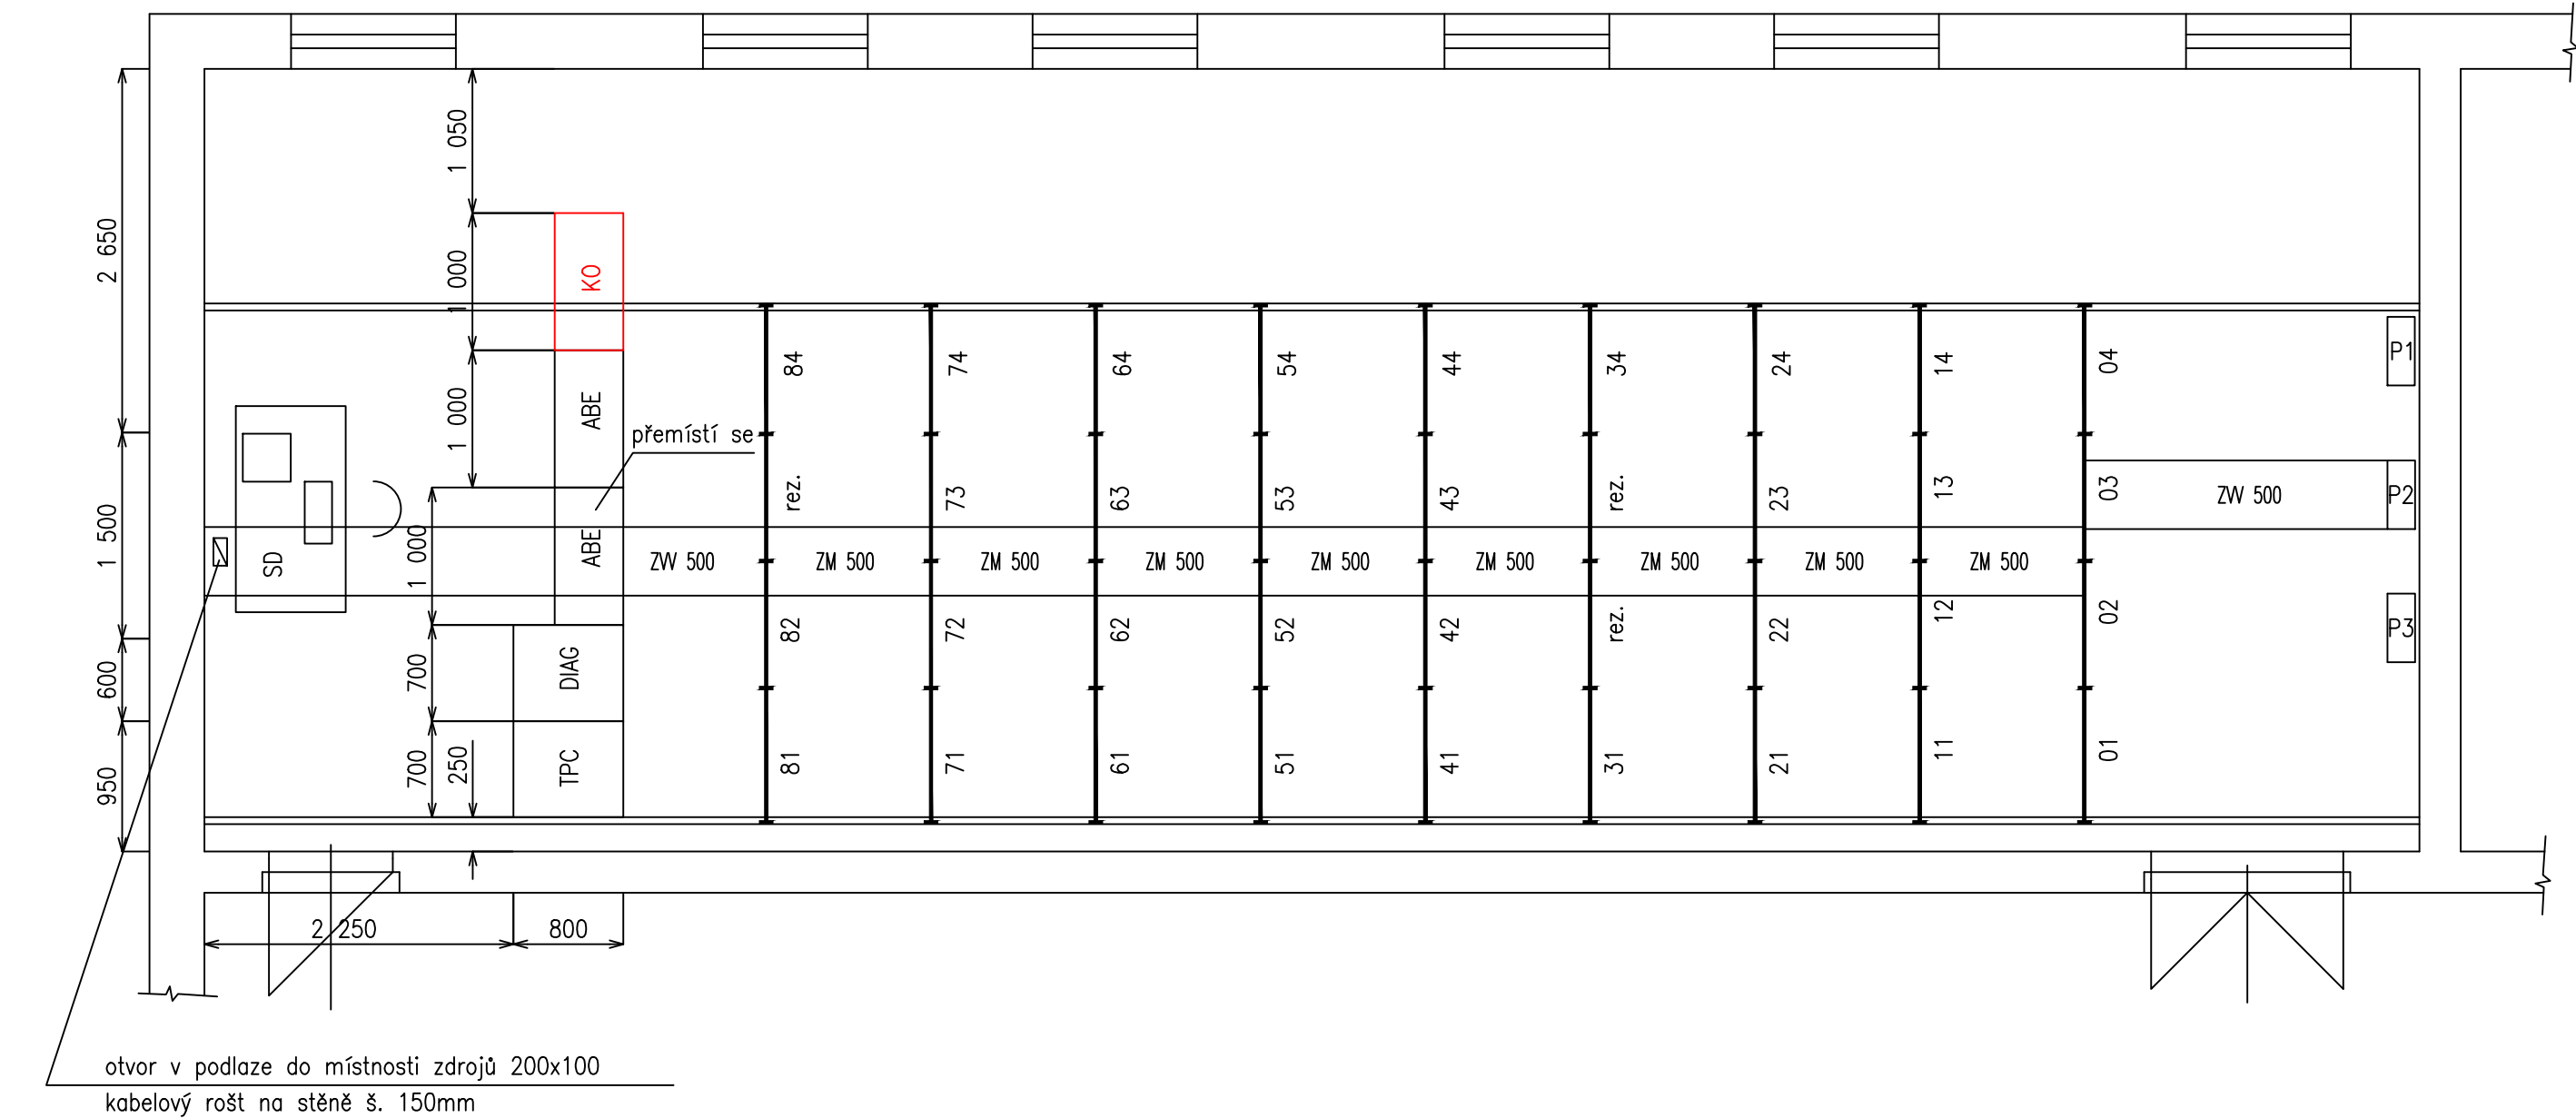 1 050
2 650
1 000
KO
84
74
64
54
44
34
24
14
04
P1
1 000
ABE
přemístí se
rez.
73
63
53
43
rez.
23
13
03
ZW 500
P2
1 500
1 000
SD
ABE
ZW 500
ZM 500
ZM 500
ZM 500
ZM 500
ZM 500
ZM 500
ZM 500
ZM 500
82
72
62
52
42
rez.
22
12
02
P3
600
700
DIAG
950
700
250
TPC
81
71
61
51
41
31
21
11
01
2 250
800
otvor v podlaze do místnosti zdrojů 200x100
kabelový rošt na stěně š. 150mm